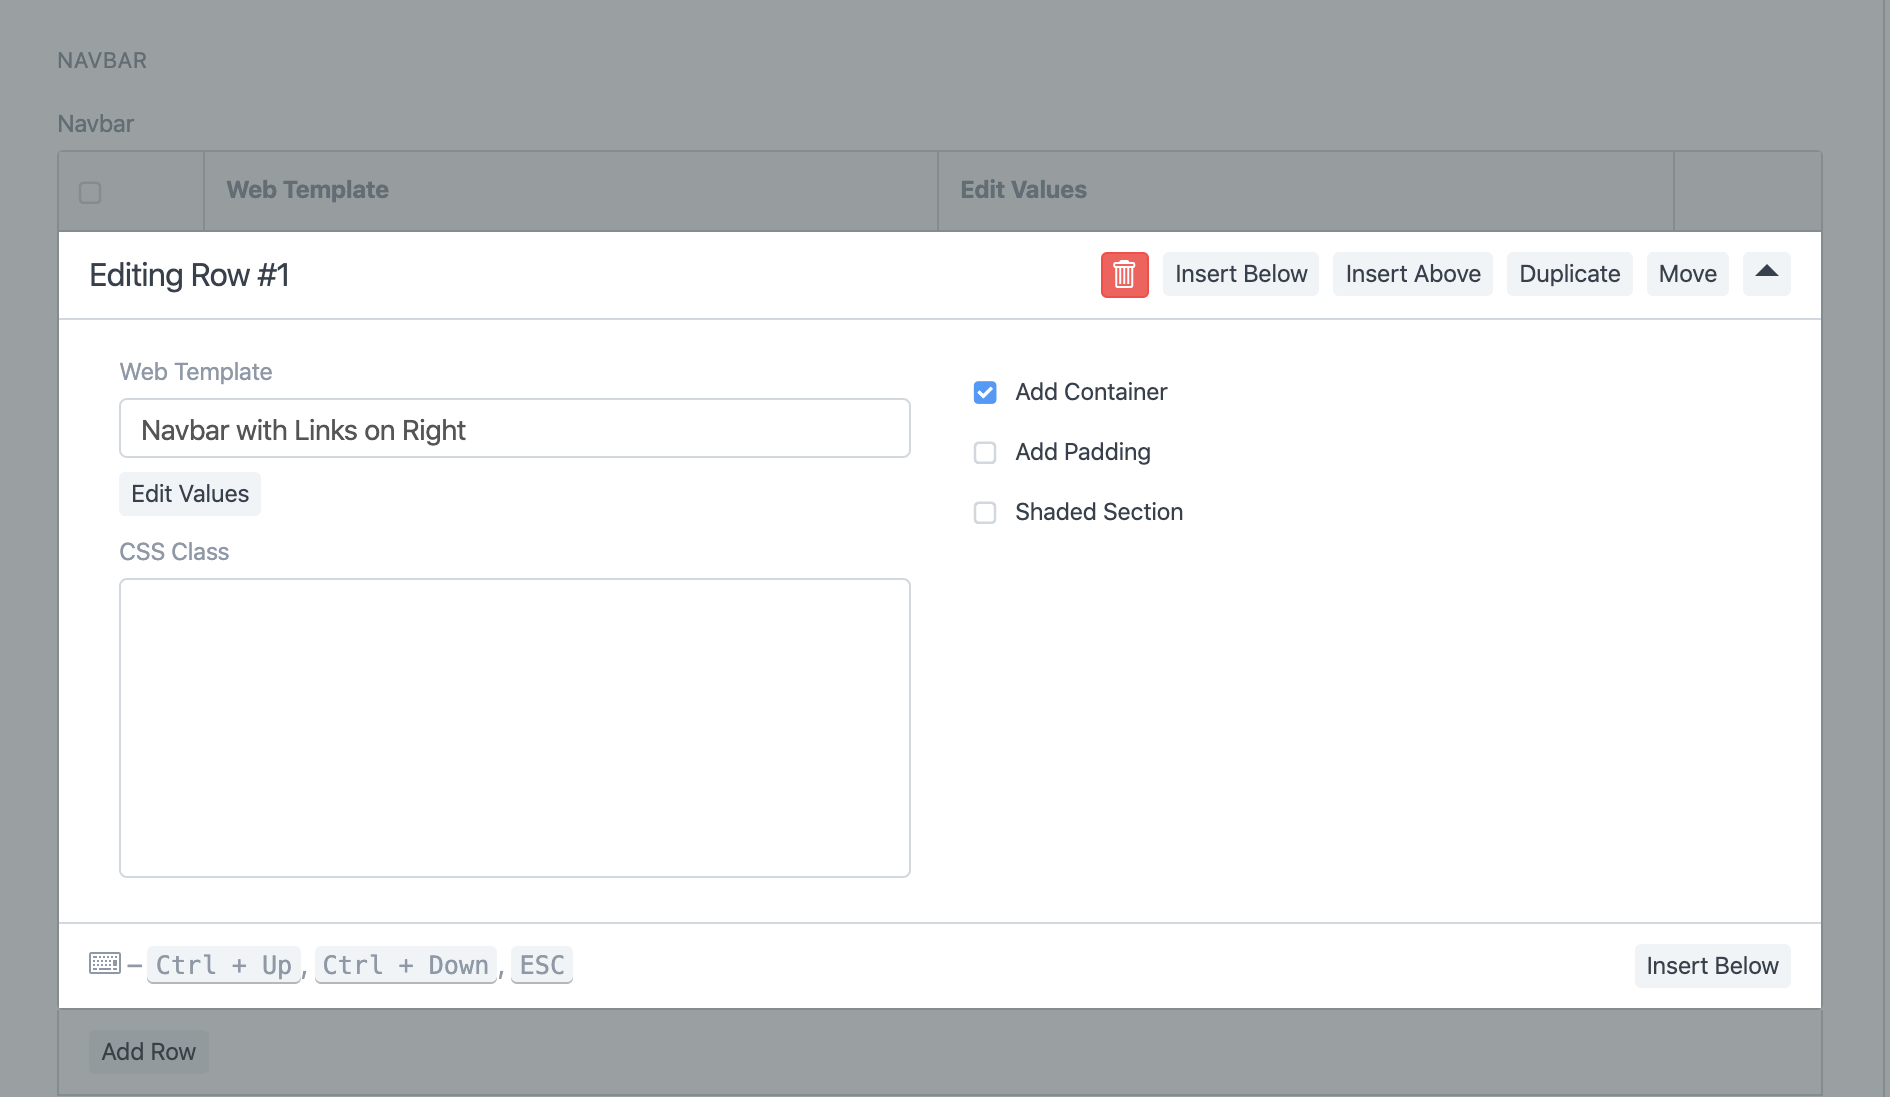 NAVBAR
Navbar
Web Template Edit Values
Editing Row #1 Insert Below Insert Above Duplicate Move
Web Template
Navbar with Links on Right
Edit Values
CSS Class
Add Container
Add Padding
Shaded Section
– Ctrl + Up, Ctrl + Down, ESC Insert Below
Add Row